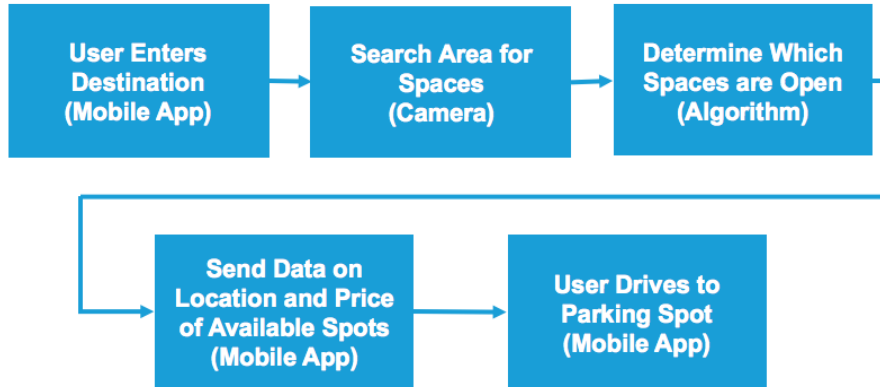 User Enters
Destination
(Mobile App)
Search Area for
Spaces
(Camera)
Determine Which
Spaces are Open
(Algorithm)
Send Data on
Location and Price
of Available Spots
(Mobile App)
User Drives to
Parking Spot
(Mobile App)